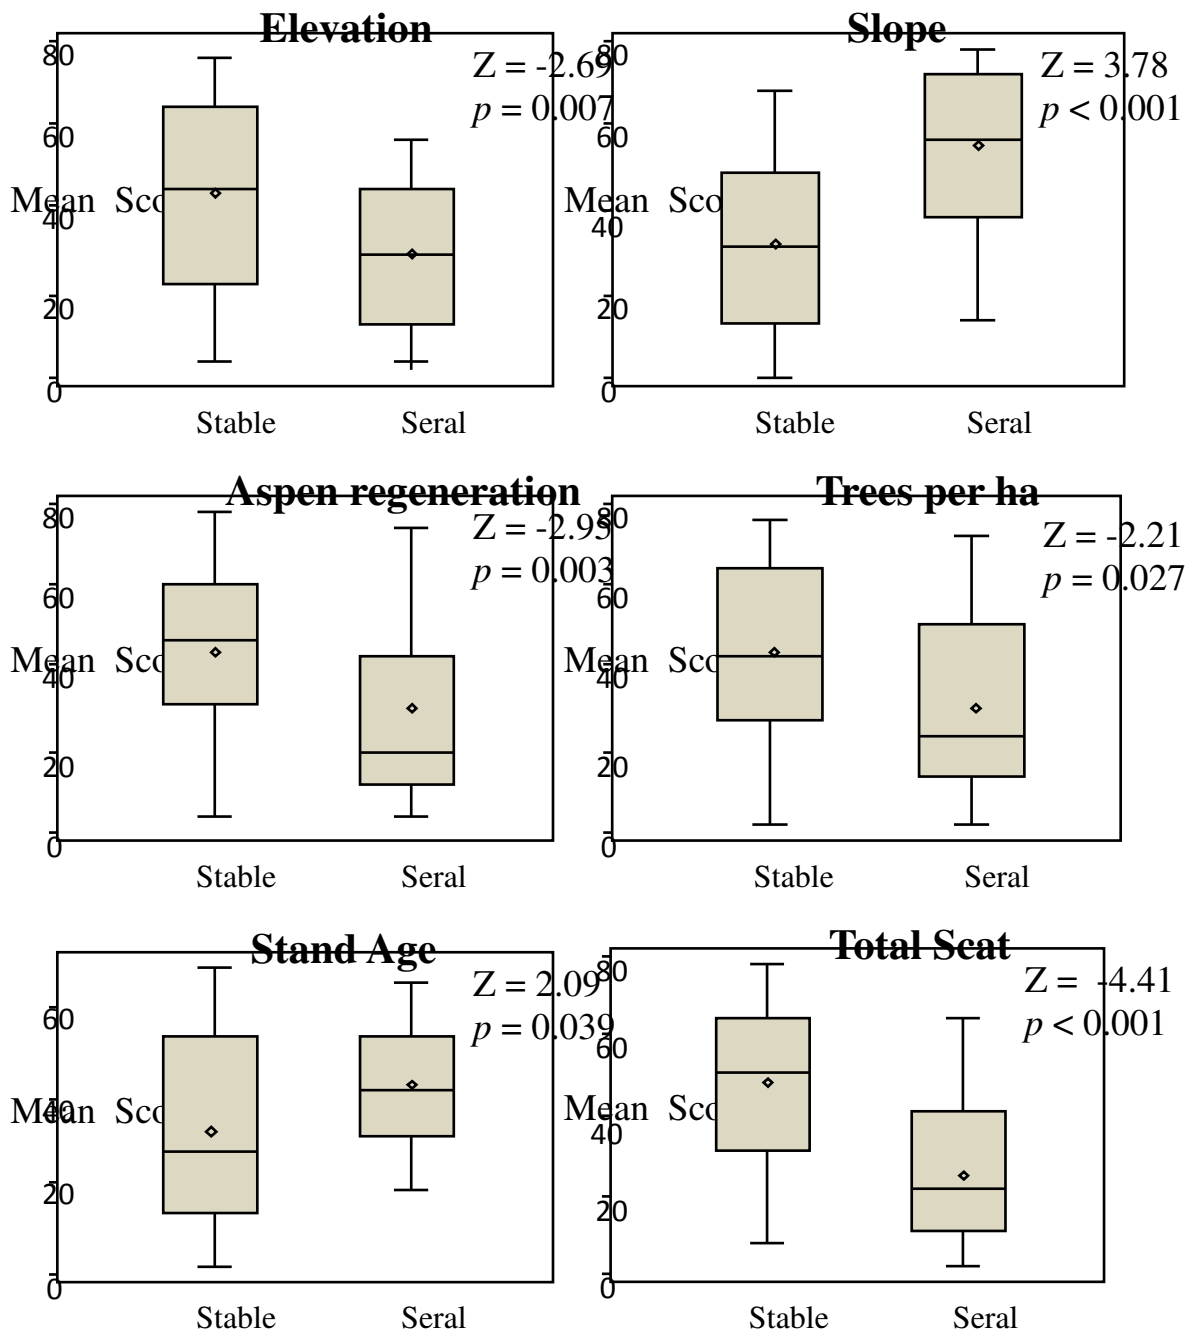 Elevation
80
60
40
20
0
Mean Sco
Z = -2.69
p = 0.007
Stable Seral
Slope
80
60
40
20
0
Mean Sco
Z = 3.78
p < 0.001
Stable Seral
Aspen regeneration
80
60
40
20
0
Mean Sco
Z = -2.95
p = 0.003
Stable Seral
Trees per ha
80
60
40
20
0
Mean Sco
Z = -2.21
p = 0.027
Stable Seral
Stand Age
60
40
20
0
Mean Sco
Z = 2.09
p = 0.039
Stable Seral
Total Scat
80
60
40
20
0
Mean Sco
Z = -4.41
p < 0.001
Stable Seral